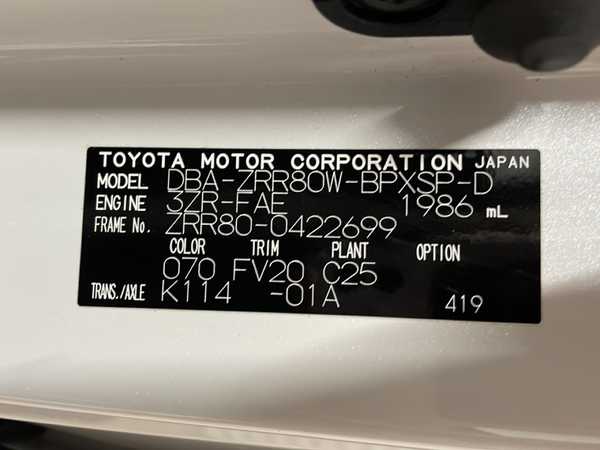 TOYOTA MOTOR CORPORATION JAPAN
MODEL DBA-ZRR80W-BPXSP-D
ENGINE 3ZR-FAE 1986 mL
FRAME No. ZRR80-0422699
COLOR TRIM PLANT OPTION
070 FV20 C25
TRANS./AXLE K114 -01A 419